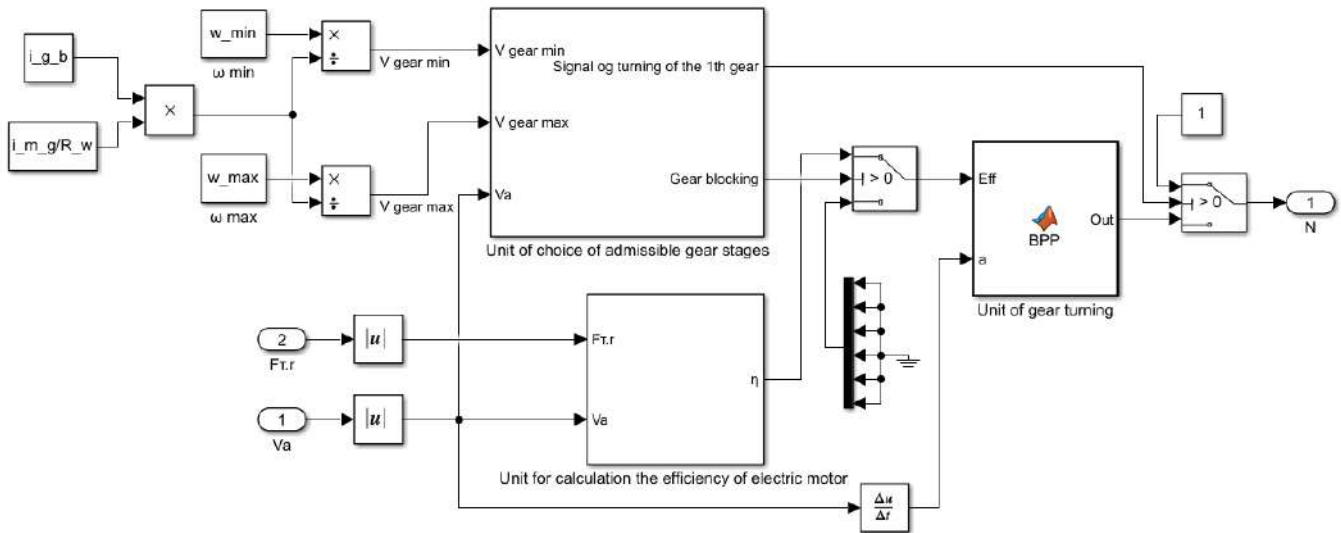 i_g_b
i_m_g/R_w
×
w_min
ω min
×
÷
V gear min
w_max
ω max
×
÷
V gear max
V gear min
V gear max
Va
Signal og turning of the 1th gear
Gear blocking
Unit of choice of admissible gear stages
2
Fτ.r
|u|
1
Va
|u|
Fτ.r
Va
η
Unit for calculation the efficiency of electric motor
> 0
Δu
Δt
Eff
a
BPP
Out
Unit of gear turning
1
> 0
1
N